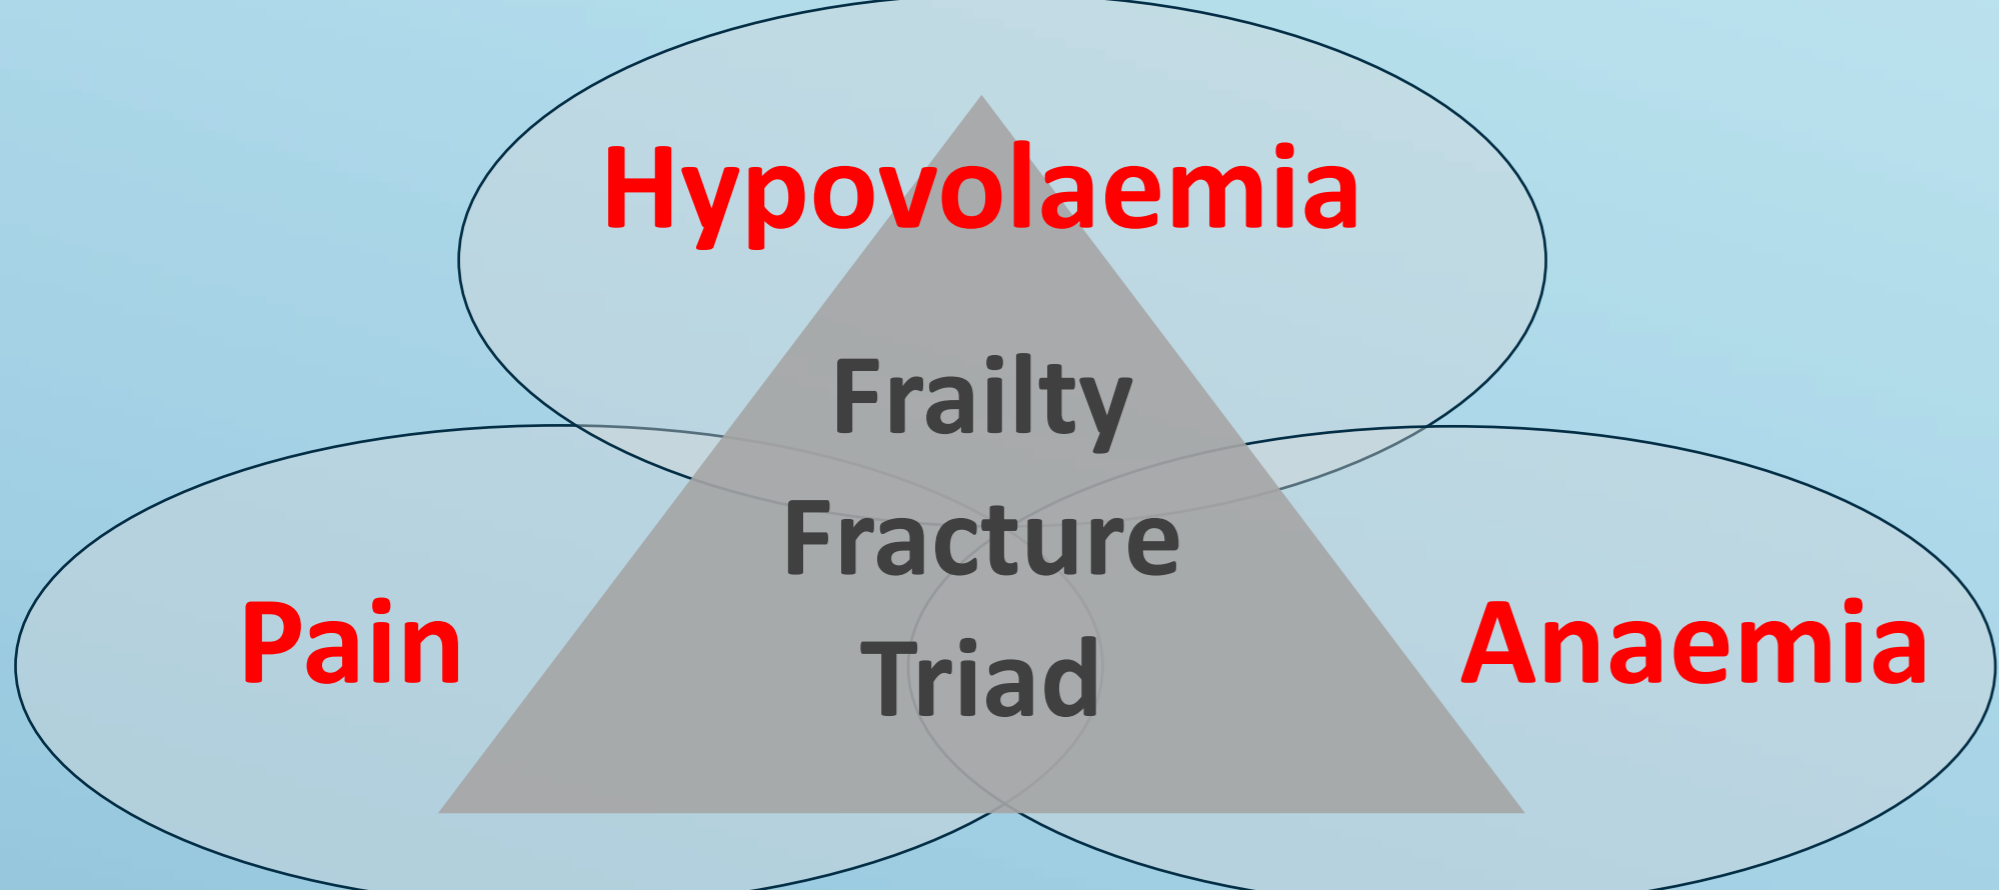 Hypovolaemia
Frailty
Fracture
Triad
Pain
Anaemia